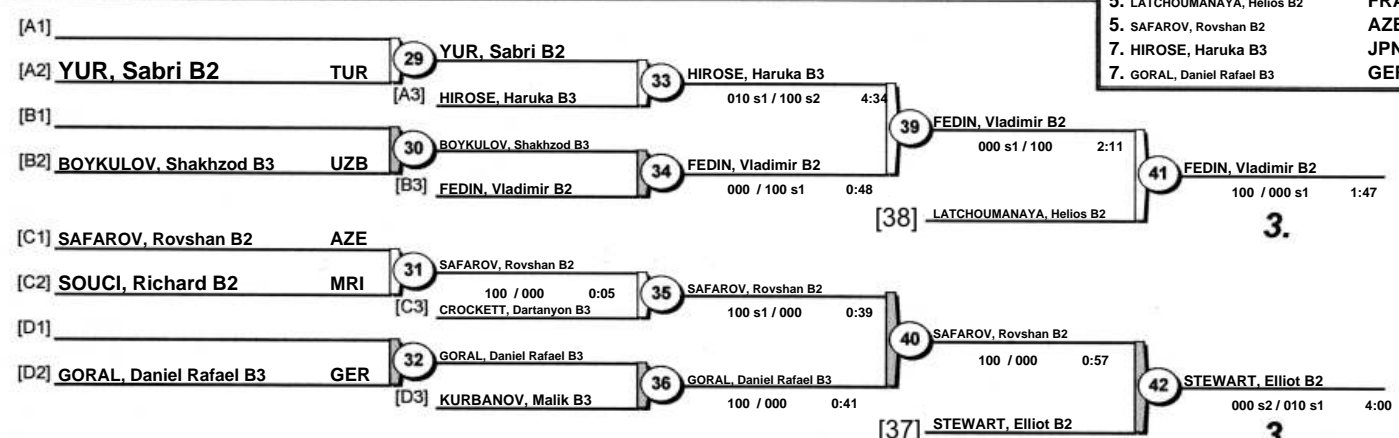 5. LATCHOUMANAYA, Helios B2 FRA
5. SAFAROV, Rovshan B2 AZE
7. HIROSE, Haruka B3 JPN
7. GORAL, Daniel Rafael B3 GER
[A1]
[A2] YUR, Sabri B2 TUR
29
YUR, Sabri B2
[A3] HIROSE, Haruka B3
33
HIROSE, Haruka B3
010 s1 / 100 s2 4:34
[B1]
[B2] BOYKULOV, Shakhzod B3 UZB
30
BOYKULOV, Shakhzod B3
[B3] FEDIN, Vladimir B2
34
FEDIN, Vladimir B2
000 / 100 s1 0:48
39
FEDIN, Vladimir B2
000 s1 / 100 2:11
[38] LATCHOUMANAYA, Helios B2
41
FEDIN, Vladimir B2
100 / 000 s1 1:47
3.
[C1] SAFAROV, Rovshan B2 AZE
[C2] SOUCI, Richard B2 MRI
31
SAFAROV, Rovshan B2
100 / 000 0:05
[C3] CROCKETT, Dartanyon B3
35
SAFAROV, Rovshan B2
100 s1 / 000 0:39
[D1]
[D2] GORAL, Daniel Rafael B3 GER
32
GORAL, Daniel Rafael B3
[D3] KURBANOV, Malik B3
36
GORAL, Daniel Rafael B3
100 / 000 0:41
40
SAFAROV, Rovshan B2
100 / 000 0:57
[37] STEWART, Elliot B2
42
STEWART, Elliot B2
000 s2 / 010 s1 4:00
3